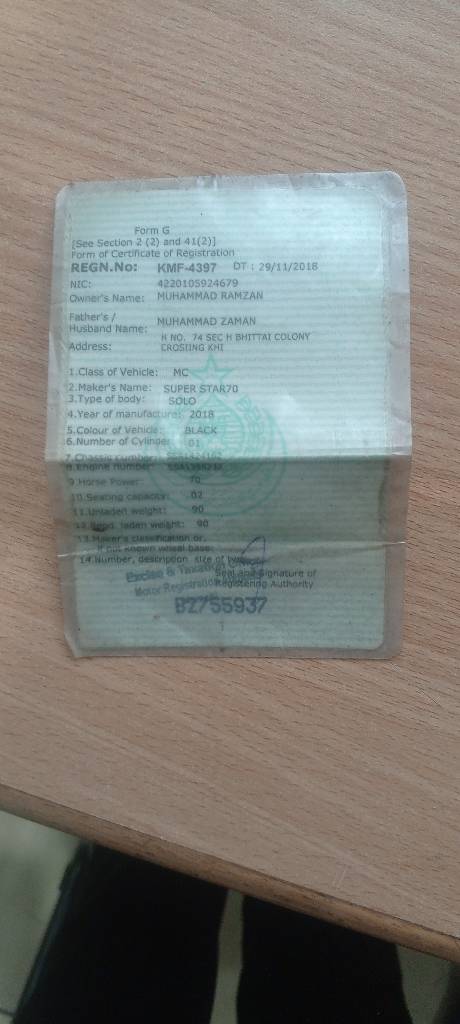 Form G
[See Section 2 (2) and 41(2)]
Form of Certificate of Registration
REGN.No: KMF-4397 DT : 29/11/2018
NIC: 4220105924679
Owner's Name: MUHAMMAD RAMZAN
Father's /
Husband Name: MUHAMMAD ZAMAN
Address: H NO. 74 SEC H BHITTAI COLONY
CROSIING KHI
1.Class of Vehicle: MC
2.Maker's Name: SUPER STAR70
3.Type of body: SOLO
4.Year of manufacture: 2018
5.Colour of Vehicle: BLACK
6.Number of Cylinder 01
7.Chassis number:
8.Engine number:
9.Horse Power: 70
10.Seating capacity: 02
11.Unladen weight: 90
12.Regd. laden weight: 90
13.Maker's classification or,
if not known wheel base:
14.Number, description size of
Seal and Signature of
Registering Authority
Excise & Taxation
Motor Registration
BZ755937